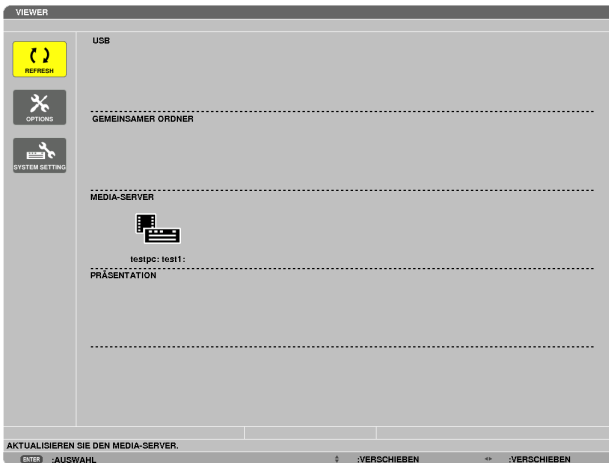 VIEWER
USB
REFRESH
OPTIONS
GEMEINSAMER ORDNER
SYSTEM SETTING
MEDIA-SERVER
testpc: test1:
PRÄSENTATION
AKTUALISIEREN SIE DEN MEDIA-SERVER.
ENTER :AUSWAHL :VERSCHIEBEN :VERSCHIEBEN